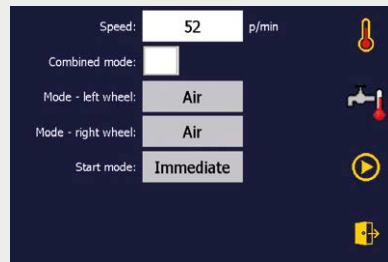 Speed: 52 p/min
Combined mode:
Mode - left wheel: Air
Mode - right wheel: Air
Start mode: Immediate